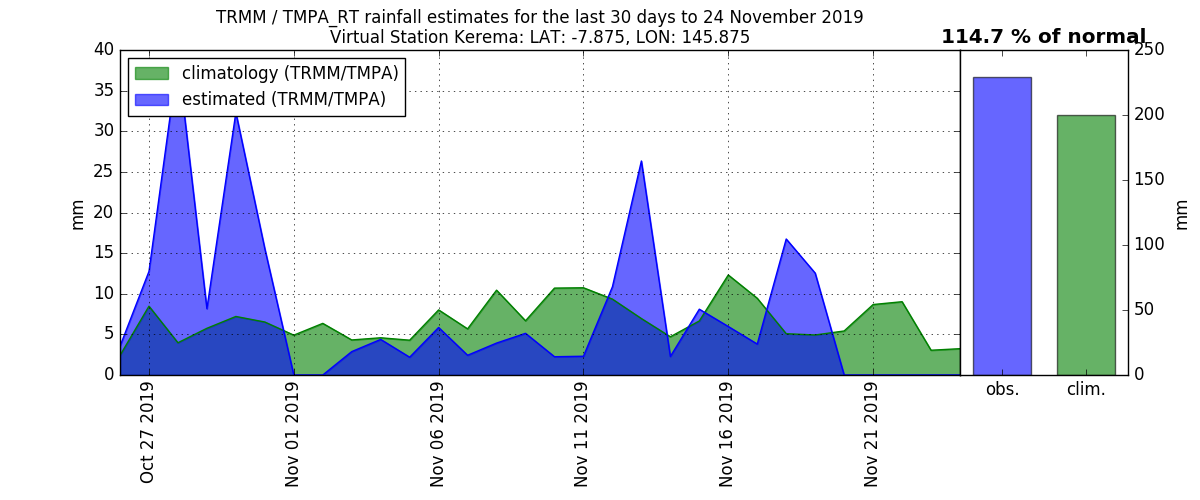 TRMM / TMPA_RT rainfall estimates for the last 30 days to 24 November 2019
Virtual Station Kerema: LAT: -7.875, LON: 145.875
114.7 % of normal
climatology (TRMM/TMPA)
estimated (TRMM/TMPA)
40
35
30
25
20
15
10
5
0
mm
Oct 27 2019
Nov 01 2019
Nov 06 2019
Nov 11 2019
Nov 16 2019
Nov 21 2019
250
200
150
100
50
0
mm
obs.
clim.